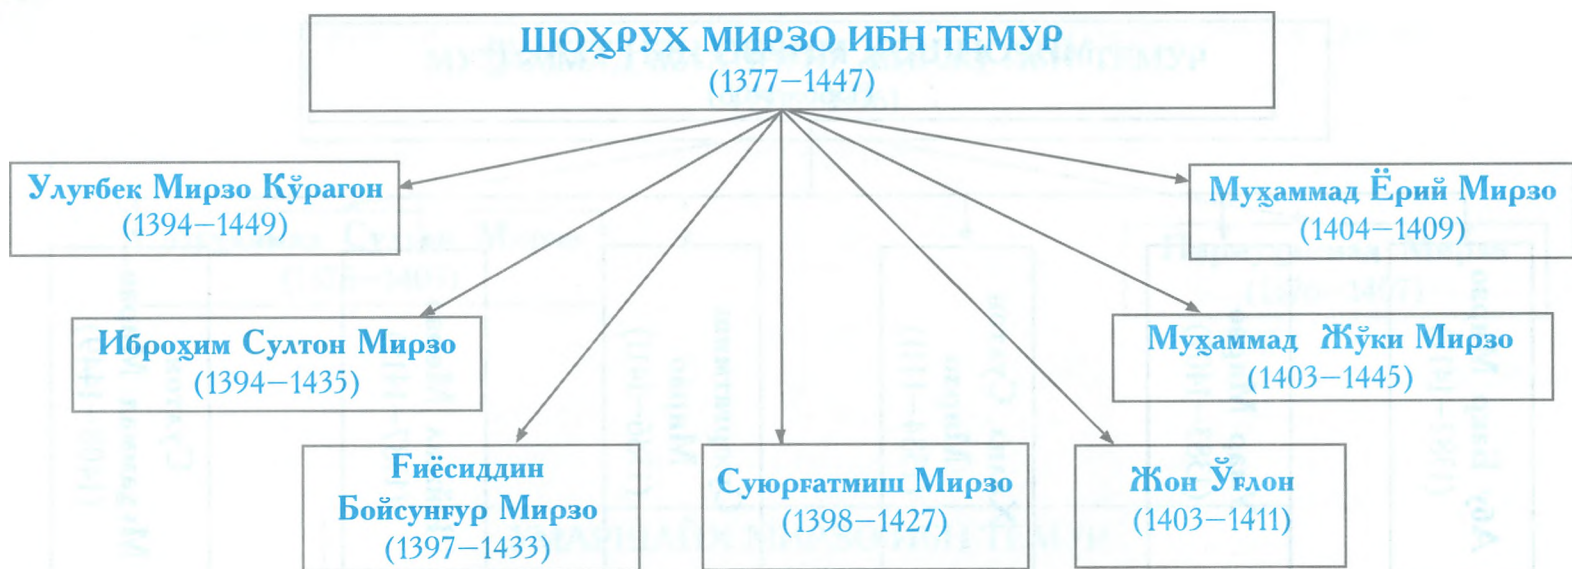 ШОҲРУХ МИРЗО ИБН ТЕМУР
(1377—1447)
Улуғбек Мирзо Кўрагон
(1394—1449)
Муҳаммад Ёрий Мирзо
(1404—1409)
Иброҳим Султон Мирзо
(1394—1435)
Муҳаммад Жўки Мирзо
(1403—1445)
Ғиёсиддин
Бойсунғур Мирзо
(1397—1433)
Суюрғатмиш Мирзо
(1398—1427)
Жон Ўғлон
(1403—1411)